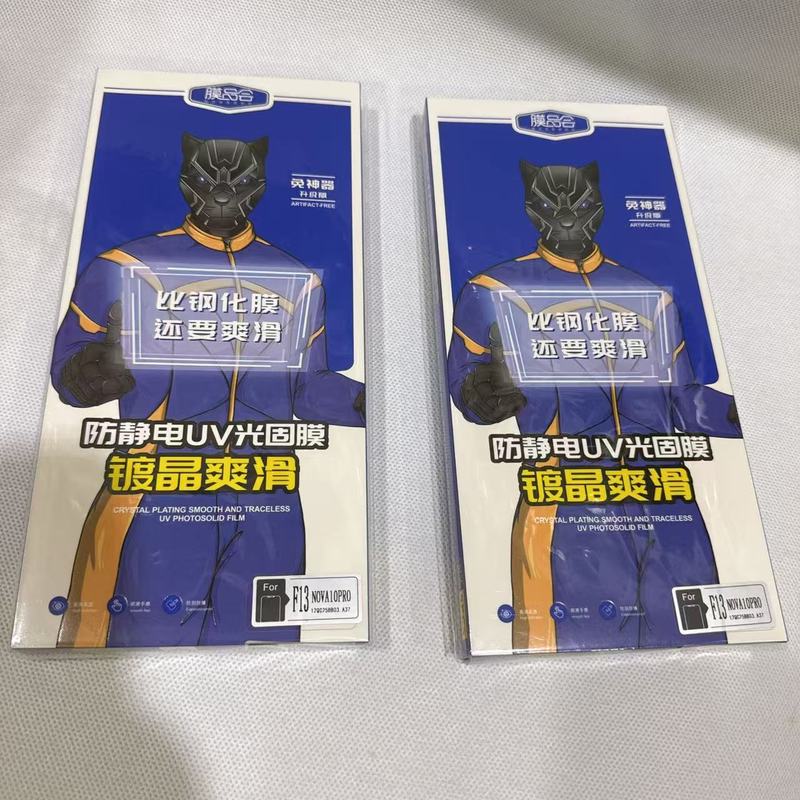 膜品会
免神器
升级版
ARTIFACT-FREE
比钢化膜
还要爽滑
防静电UV光固膜
镀晶爽滑
CRYSTAL PLATING SMOOTH AND TRACELESS
UV PHOTOSOLID FILM
For
F13 NOVA10PRO
膜品会
免神器
升级版
ARTIFACT-FREE
比钢化膜
还要爽滑
防静电UV光固膜
镀晶爽滑
CRYSTAL PLATING SMOOTH AND TRACELESS
UV PHOTOSOLID FILM
For
F13 NOVA10PRO